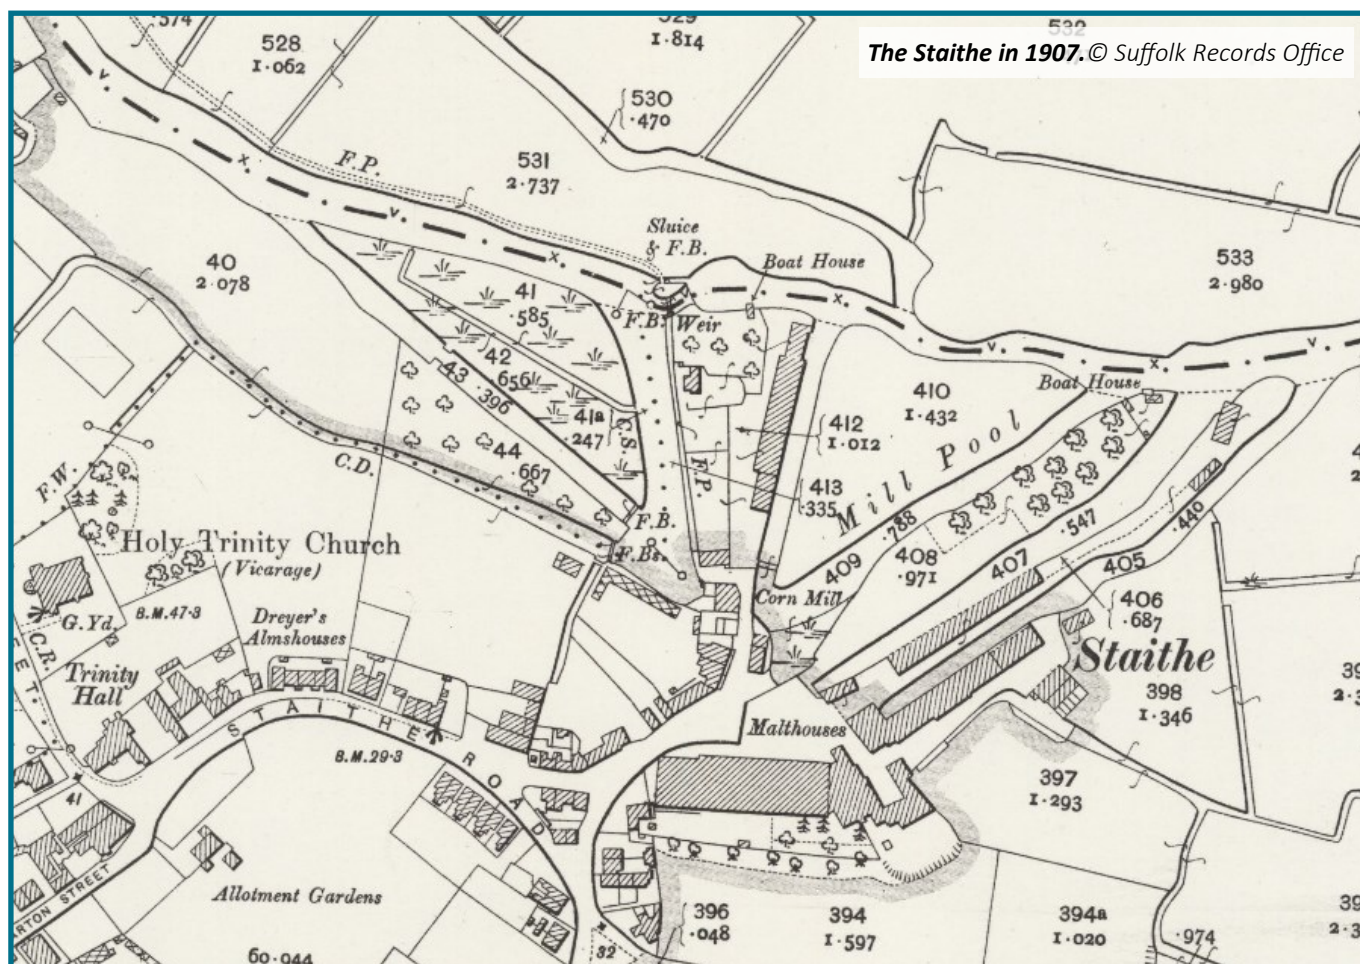 The Staithe in 1907. © Suffolk Records Office
·574
528
1·062
529
1·814
532
530
·470
531
2·737
F.P.
Sluice
& F.B.
Boat House
533
2·980
40
2·078
41
·585
42
·656
43
·396
41a
·247
C.S.
44
·667
C.D.
F.B.
Weir
F.P.
412
1·012
413
·335
410
1·432
Mill Pool
Boat House
409
·788
408
·971
407
·547
405
·440
406
·687
F.B.
F.Bs.
Corn Mill
F.W.
Holy Trinity Church
(Vicarage)
B.M.47·3
G.Yd.
C.R.
Dreyer's
Almshouses
Trinity
Hall
STAITHE ROAD
B.M.29·3
41
Malthouses
Staithe
398
1·346
397
1·293
Allotment Gardens
60·044
32
396
·048
394
1·597
394a
1·020
·974